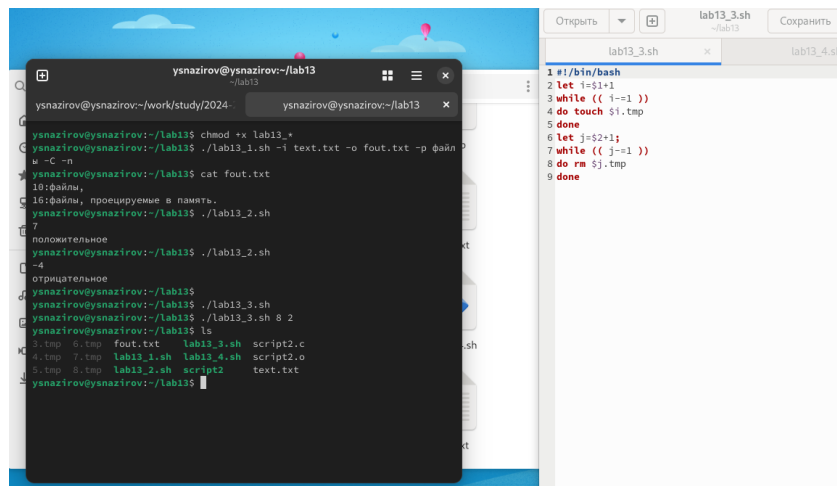 ysnazirov@ysnazirov:~/lab13
~/lab13
ysnazirov@ysnazirov:~/work/study/2024-
ysnazirov@ysnazirov:~/lab13
ysnazirov@ysnazirov:~/lab13$ chmod +x lab13_*
ysnazirov@ysnazirov:~/lab13$ ./lab13_1.sh -i text.txt -o fout.txt -p файл
ы -C -n
ysnazirov@ysnazirov:~/lab13$ cat fout.txt
10:файлы,
16:файлы, проецируемые в память.
ysnazirov@ysnazirov:~/lab13$ ./lab13_2.sh
7
положительное
ysnazirov@ysnazirov:~/lab13$ ./lab13_2.sh
-4
отрицательное
ysnazirov@ysnazirov:~/lab13$
ysnazirov@ysnazirov:~/lab13$ ./lab13_3.sh
ysnazirov@ysnazirov:~/lab13$ ./lab13_3.sh 8 2
ysnazirov@ysnazirov:~/lab13$ ls
3.tmp 6.tmp fout.txt lab13_3.sh script2.c
4.tmp 7.tmp lab13_1.sh lab13_4.sh script2.o
5.tmp 8.tmp lab13_2.sh script2 text.txt
ysnazirov@ysnazirov:~/lab13$
xt
.sh
xt
Открыть
lab13_3.sh
~/lab13
Сохранить
lab13_3.sh
lab13_4.s
1 #!/bin/bash
2 let i=$1+1
3 while (( i-=1 ))
4 do touch $i.tmp
5 done
6 let j=$2+1;
7 while (( j-=1 ))
8 do rm $j.tmp
9 done